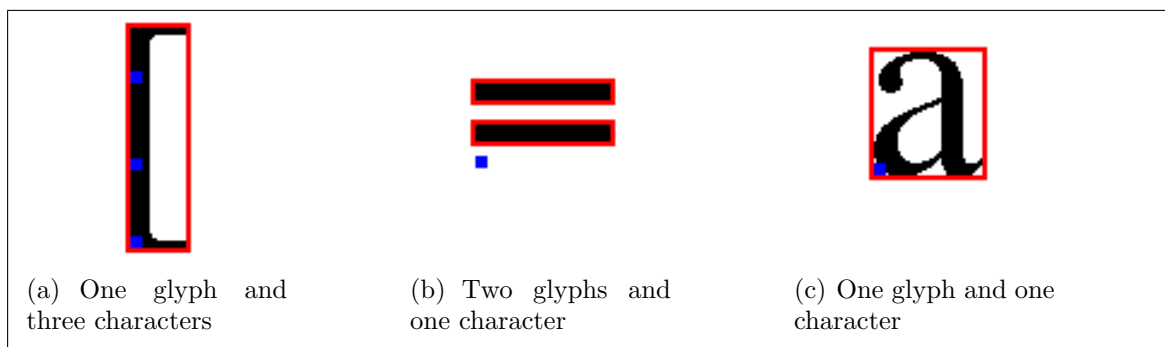 [
=
a
(a) One glyph and
three characters
(b) Two glyphs and
one character
(c) One glyph and one
character